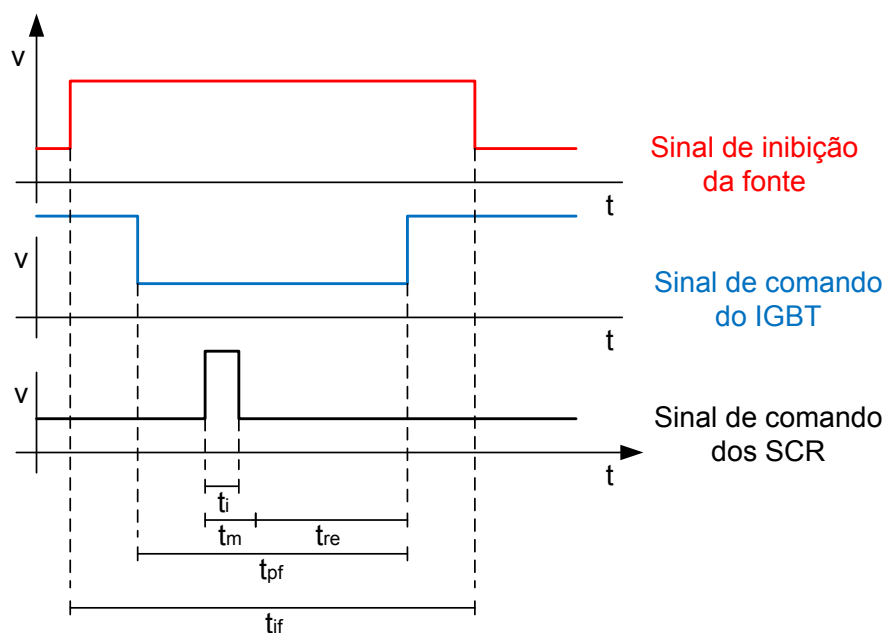 v
Sinal de inibição
da fonte
t
v
Sinal de comando
do IGBT
v
Sinal de comando
dos SCR
t
ti
tm
tre
tpf
tif